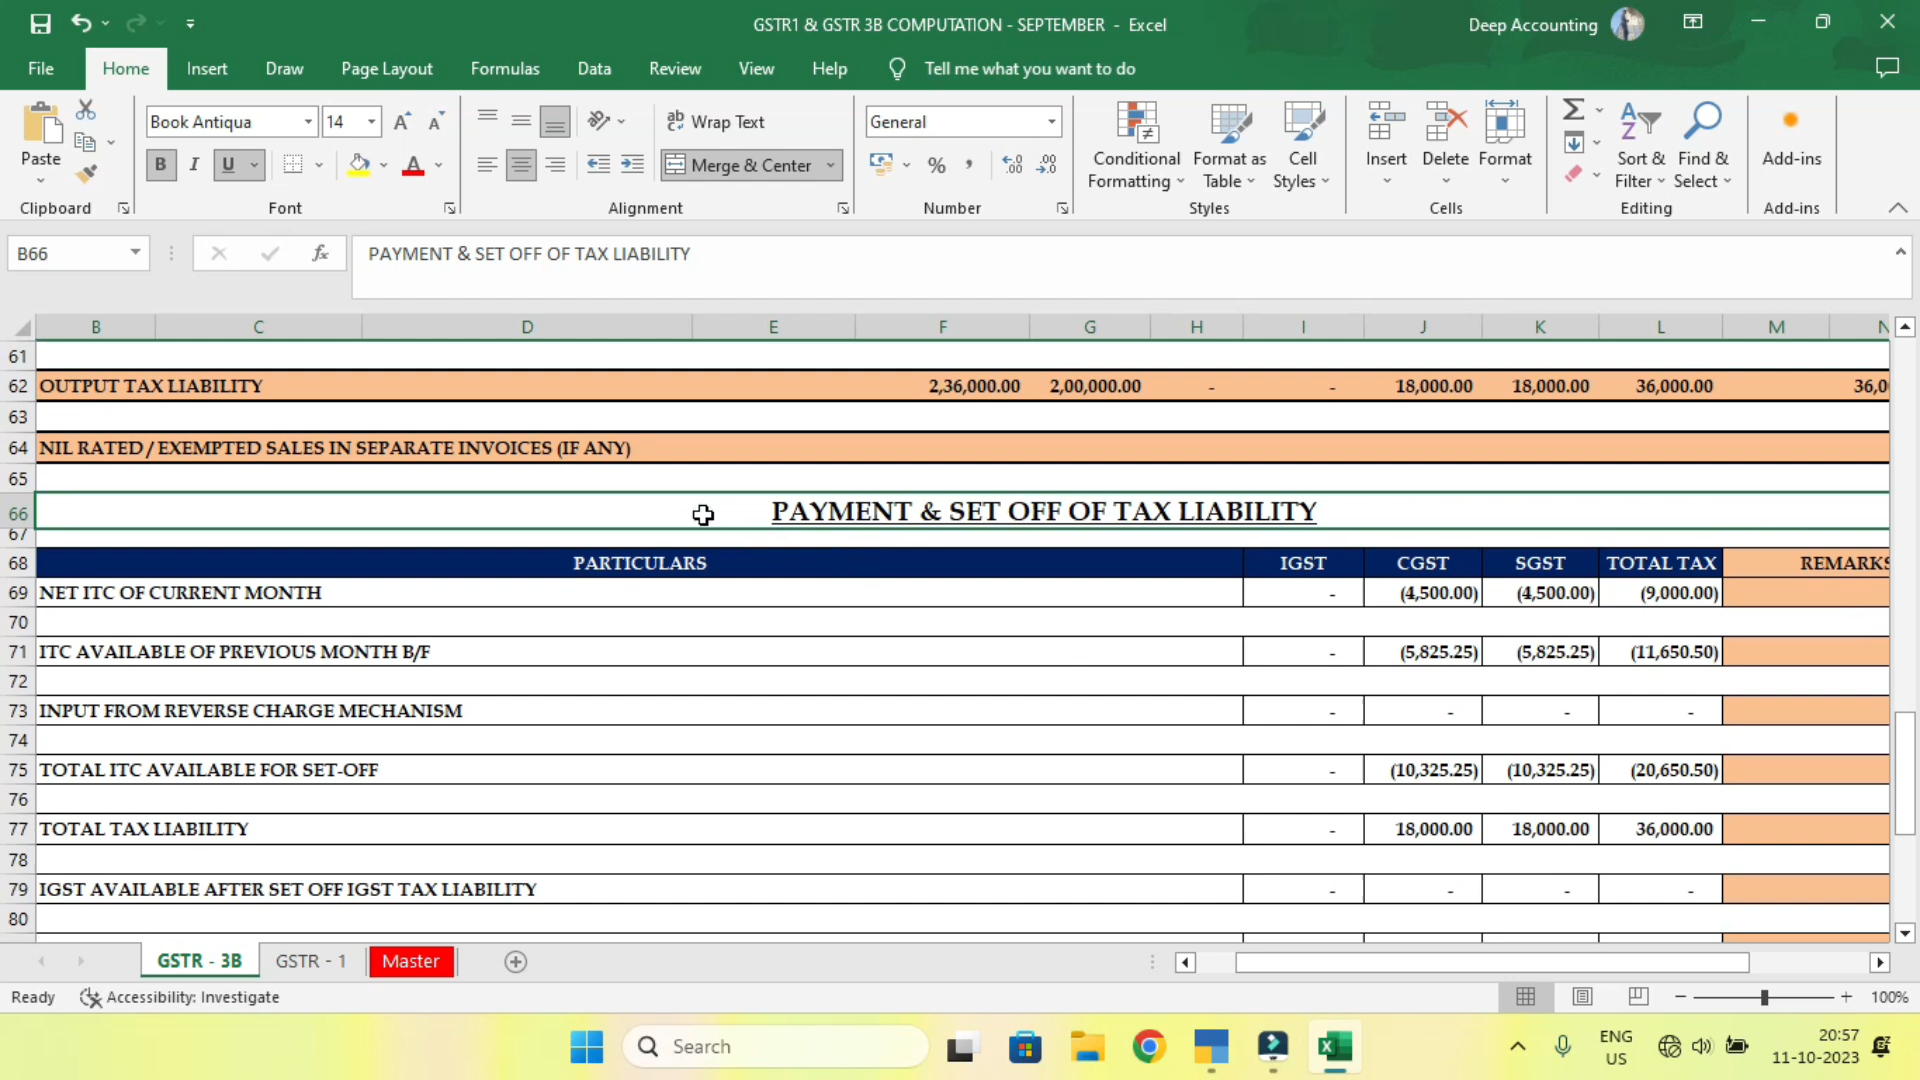 GSTR1 & GSTR 3B COMPUTATION - SEPTEMBER - Excel
Deep Accounting
File Home Insert Draw Page Layout Formulas Data Review View Help Tell me what you want to do
Paste
Clipboard
Book Antiqua 14
B I U A
Font
Wrap Text
Merge & Center
Alignment
General
%
Number
Conditional Formatting
Format as Table
Cell Styles
Styles
Insert Delete Format
Cells
Sort & Filter
Find & Select
Editing
Add-ins
Add-ins
B66 fx PAYMENT & SET OFF OF TAX LIABILITY
B C D E F G H I J K L M N
61
62 OUTPUT TAX LIABILITY 2,36,000.00 2,00,000.00 - - 18,000.00 18,000.00 36,000.00 36,0
63
64 NIL RATED / EXEMPTED SALES IN SEPARATE INVOICES (IF ANY)
65
66 PAYMENT & SET OFF OF TAX LIABILITY
67
68 PARTICULARS IGST CGST SGST TOTAL TAX REMARKS
69 NET ITC OF CURRENT MONTH - (4,500.00) (4,500.00) (9,000.00)
70
71 ITC AVAILABLE OF PREVIOUS MONTH B/F - (5,825.25) (5,825.25) (11,650.50)
72
73 INPUT FROM REVERSE CHARGE MECHANISM - - - -
74
75 TOTAL ITC AVAILABLE FOR SET-OFF - (10,325.25) (10,325.25) (20,650.50)
76
77 TOTAL TAX LIABILITY - 18,000.00 18,000.00 36,000.00
78
79 IGST AVAILABLE AFTER SET OFF IGST TAX LIABILITY - - - -
80
GSTR - 3B GSTR - 1 Master
Ready Accessibility: Investigate 100%
Search
ENG
US
20:57
11-10-2023